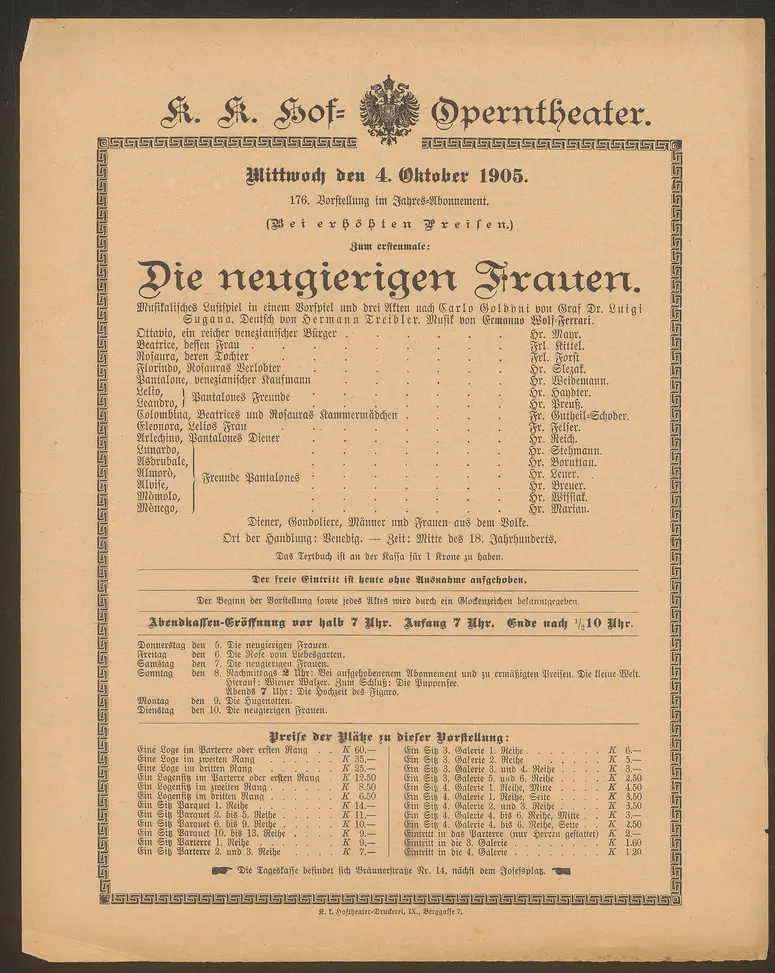 K. K. Hof= Operntheater.
Mittwoch den 4. Oktober 1905.
176. Vorstellung im Jahres=Abonnement.
(Bei erhöhten Preisen.)
Zum erstenmale:
Die neugierigen Frauen.
Musikalisches Lustspiel in einem Vorspiel und drei Akten nach Carlo Goldoni von Graf Dr. Luigi
Sugana. Deutsch von Hermann Teibler. Musik von Ermanno Wolf=Ferrari.
Ottavio, ein reicher venezianischer Bürger . . . . . . Hr. Mayr.
Beatrice, dessen Frau . . . . . . . . Frl. Kittel.
Rosaura, deren Tochter . . . . . . . Frl. Forst
Florindo, Rosauras Verlobter . . . . . . . Hr. Slezak.
Pantalone, venezianischer Kaufmann . . . . . . Hr. Weidemann.
Lelio, } Pantalones Freunde . . . . . . Hr. Haydter.
Leandro, } . . . . . . Hr. Preuß.
Colombina, Beatrices und Rosauras Kammermädchen . . . . Fr. Gutheil=Schoder.
Eleonora, Lelios Frau . . . . . . . . Fr. Felser.
Arlechino, Pantalones Diener . . . . . . . Hr. Reich.
Lunardo, . . . . . . Hr. Stehmann.
Asdrubale, . . . . . . Hr. Boruttau.
Almorò, } Freunde Pantalones . . . . . . Hr. Leuer.
Alvise, . . . . . . Hr. Breuer.
Mòmolo, . . . . . . Hr. Wissiak.
Mènego, . . . . . . Hr. Marian.
Diener, Gondoliere, Männer und Frauen aus dem Volke.
Ort der Handlung: Venedig. — Zeit: Mitte des 18. Jahrhunderts.
Das Textbuch ist an der Kassa für 1 Krone zu haben.
Der freie Eintritt ist heute ohne Ausnahme aufgehoben.
Der Beginn der Vorstellung sowie jedes Aktes wird durch ein Glockenzeichen bekanntgegeben
Abendkassen=Eröffnung vor halb 7 Uhr. Anfang 7 Uhr. Ende nach 1/2 10 Uhr.
Donnerstag den 5. Die neugierigen Frauen.
Freitag den 6. Die Rose vom Liebesgarten.
Samstag den 7. Die neugierigen Frauen.
Sonntag den 8. Nachmittags 2 Uhr: Bei aufgehobenem Abonnement und zu ermäßigten Preisen. Die kleine Welt.
Hierauf: Wiener Walzer. Zum Schluß: Die Puppenfee.
Abends 7 Uhr: Die Hochzeit des Figaro.
Montag den 9. Die Hugenotten.
Dienstag den 10. Die neugierigen Frauen.
Preise der Plätze zu dieser Vorstellung:
Eine Loge im Parterre oder ersten Rang . . K 60.—
Eine Loge im zweiten Rang . . . . K 35.—
Eine Loge im dritten Rang . . . . K 25.—
Ein Logensitz im Parterre oder ersten Rang . K 12.50
Ein Logensitz im zweiten Rang . . . . K 8.50
Ein Logensitz im dritten Rang . . . . K 6.50
Ein Sitz Parquet 1. Reihe . . . . . K 14.—
Ein Sitz Parquet 2. bis 5. Reihe . . . . K 11.—
Ein Sitz Parquet 6. bis 9. Reihe . . . . K 10.—
Ein Sitz Parquet 10. bis 13. Reihe . . . . K 9.—
Ein Sitz Parterre 1. Reihe . . . . . K 9.—
Ein Sitz Parterre 2. und 3. Reihe . . . . K 7.—
Ein Sitz 3. Galerie 1. Reihe . . . . . . K 6.—
Ein Sitz 3. Galerie 2. Reihe . . . . . . K 5.—
Ein Sitz 3. Galerie 3. und 4. Reihe . . . . K 3.—
Ein Sitz 3. Galerie 5. und 6. Reihe . . . . K 2.50
Ein Sitz 4. Galerie 1. Reihe, Mitte . . . . K 4.50
Ein Sitz 4. Galerie 1. Reihe, Seite . . . . K 3.50
Ein Sitz 4. Galerie 2. und 3. Reihe . . . . K 3.50
Ein Sitz 4. Galerie 4. bis 6. Reihe, Mitte . . K 3.—
Ein Sitz 4. Galerie 4. bis 6. Reihe, Seite . . K 2.50
Eintritt in das Parterre (nur Herren gestattet) K 2.—
Eintritt in die 3. Galerie . . . . . . K 1.60
Eintritt in die 4. Galerie . . . . . . K 1 20
Die Tageskasse befindet sich Bräunerstraße Nr. 14, nächst dem Josefsplatz.
K. k. Hoftheater=Druckerei, IX., Berggasse 7.